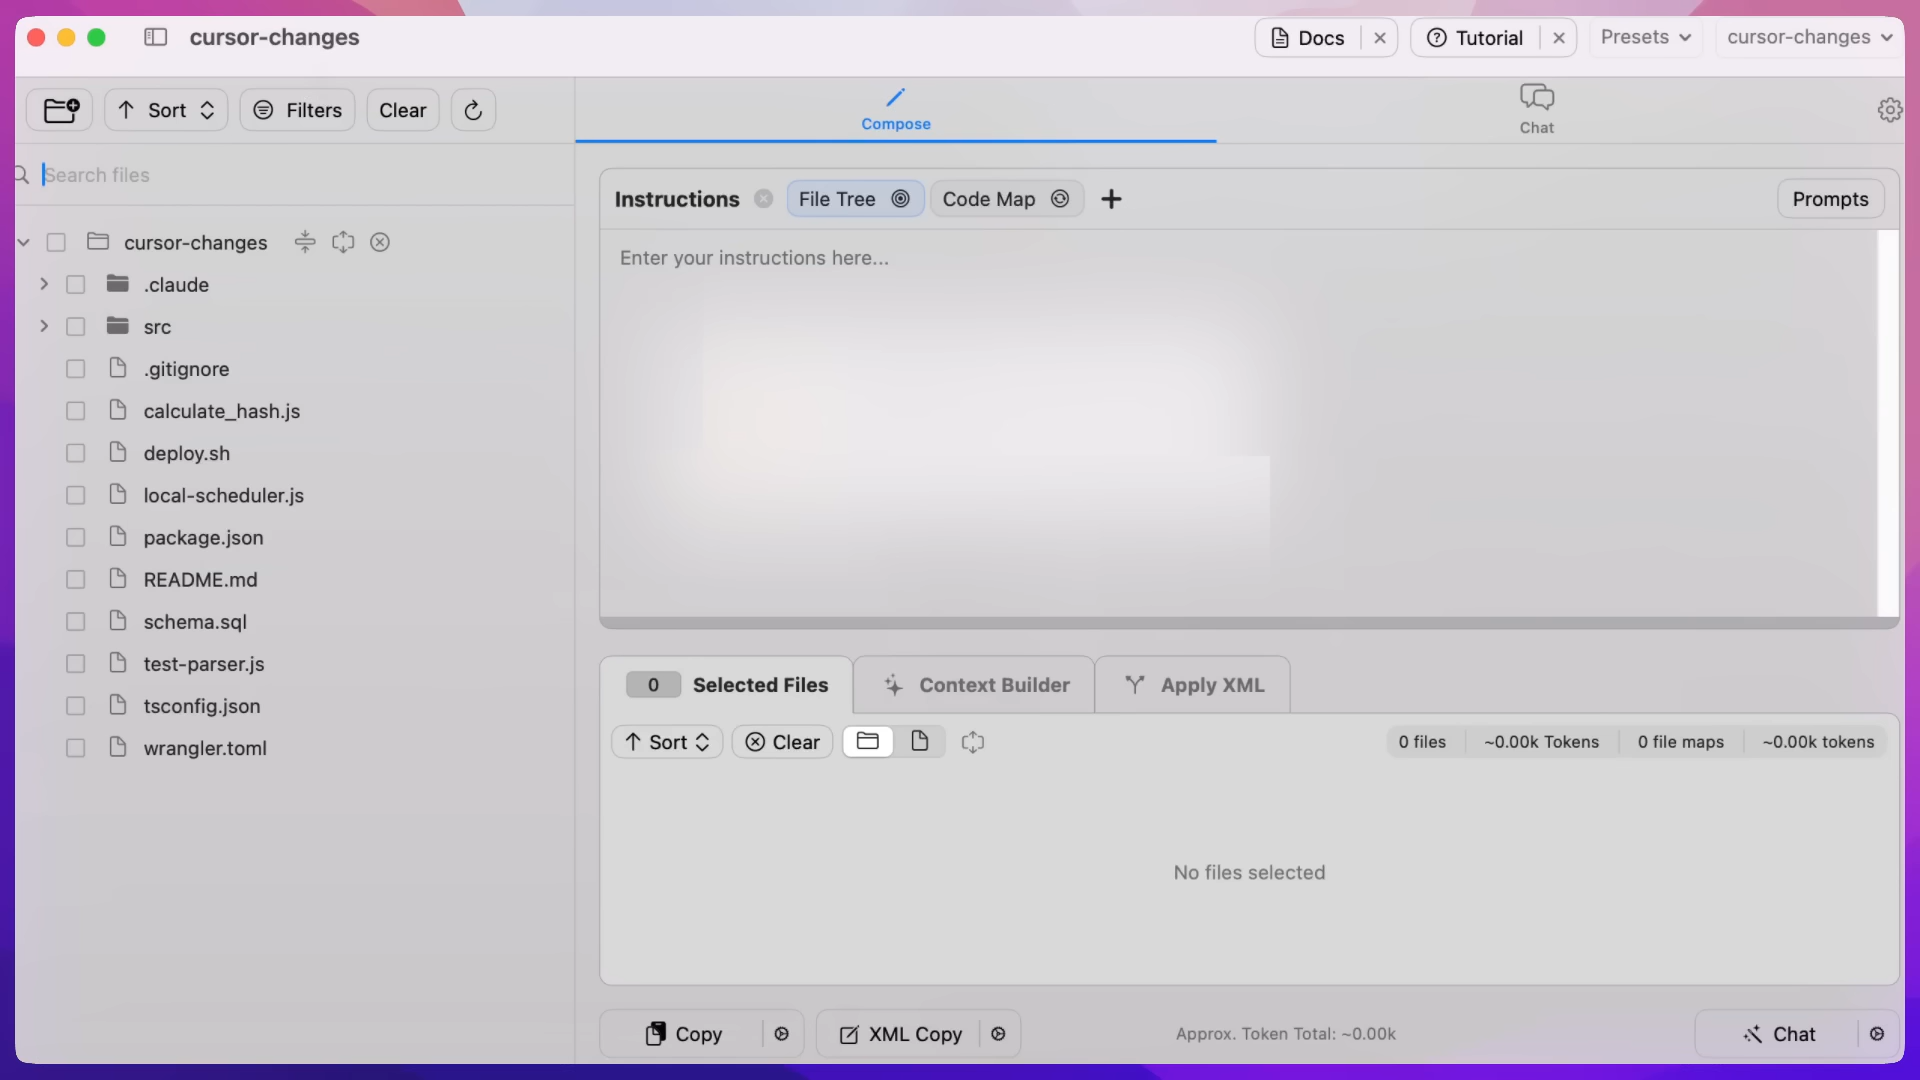 cursor-changes
Docs
Tutorial
Presets
cursor-changes
Sort
Filters
Clear
Compose
Chat
Search files
Instructions
File Tree
Code Map
Prompts
cursor-changes
Enter your instructions here...
.claude
src
.gitignore
calculate_hash.js
deploy.sh
local-scheduler.js
package.json
README.md
schema.sql
test-parser.js
tsconfig.json
wrangler.toml
0 Selected Files
Context Builder
Apply XML
Sort
Clear
0 files
~0.00k Tokens
0 file maps
~0.00k tokens
No files selected
Copy
XML Copy
Approx. Token Total: ~0.00k
Chat